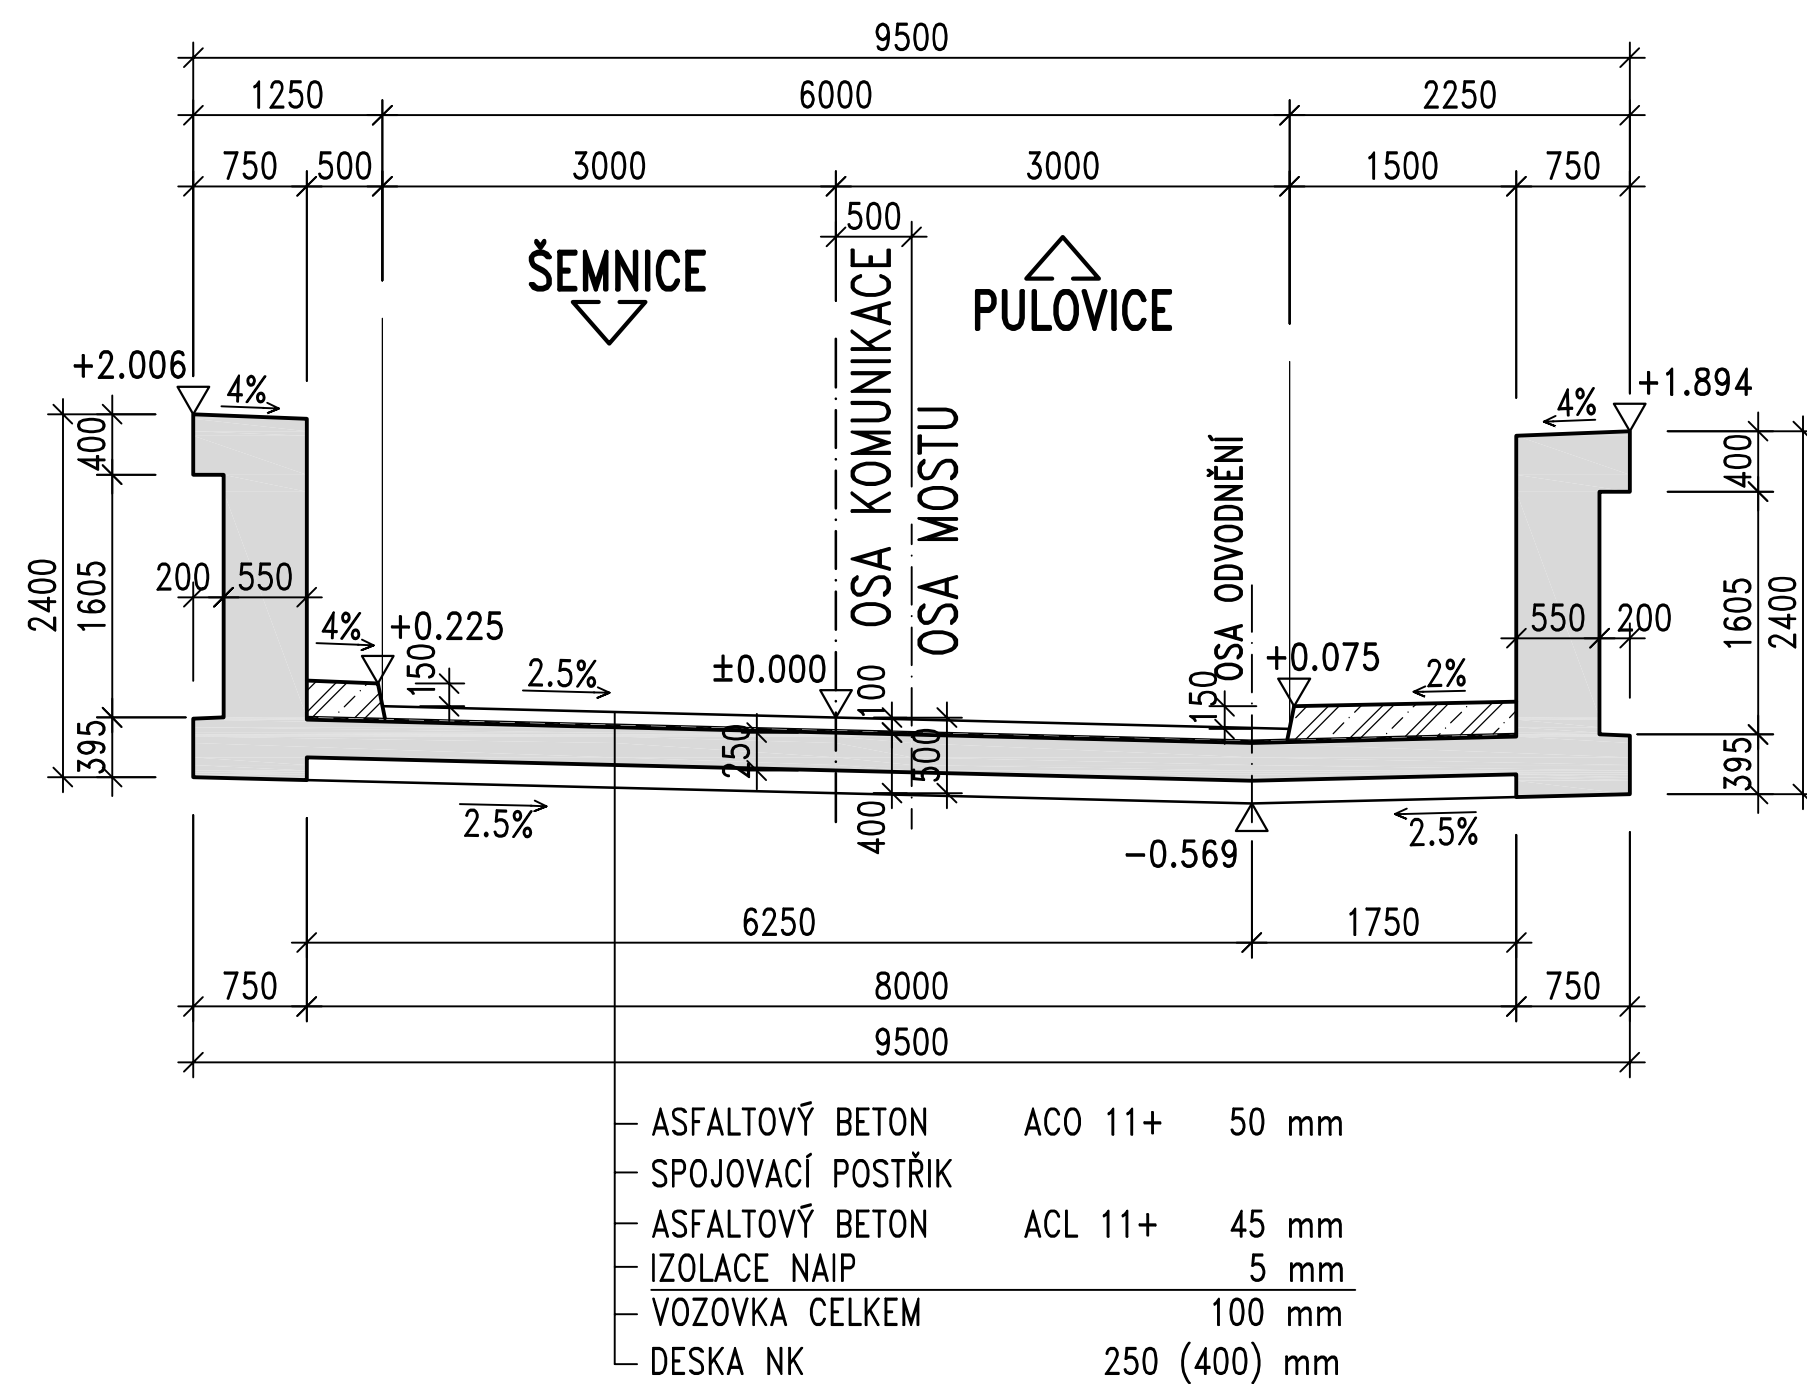 9500
1250 6000 2250
750 500 3000 3000 1500 750
500
ŠEMNICE
PULOVICE
OSA KOMUNIKACE
OSA MOSTU
OSA ODVODNĚNÍ
+2.006
4%
4%
+1.894
400
1605
395
2400
200 550
4%
+0.225
150
2.5%
±0.000
100
250
500
400
150
+0.075
2%
550 200
400
1605
395
2400
2.5%
-0.569
2.5%
6250 1750
750 8000 750
9500
ASFALTOVÝ BETON ACO 11+ 50 mm
SPOJOVACÍ POSTŘIK
ASFALTOVÝ BETON ACL 11+ 45 mm
IZOLACE NAIP 5 mm
VOZOVKA CELKEM 100 mm
DESKA NK 250 (400) mm